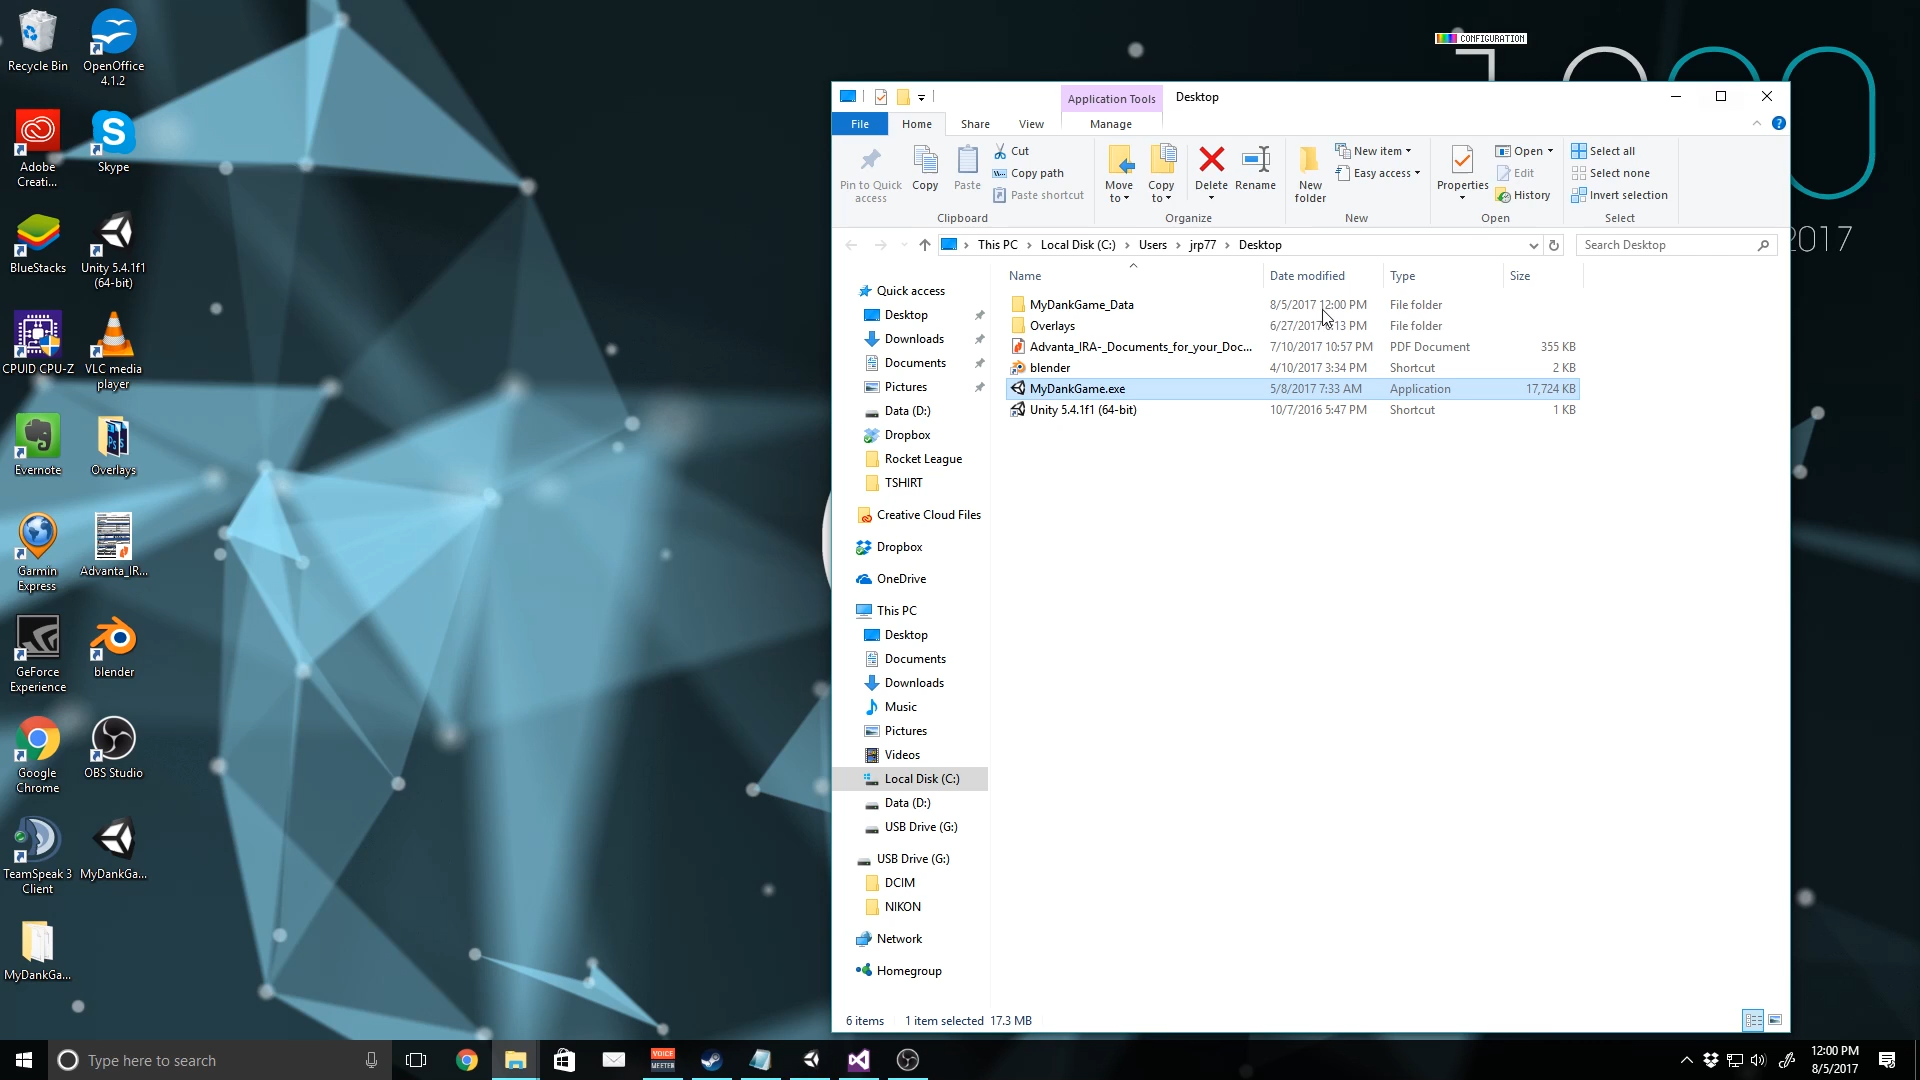 Recycle Bin
OpenOffice
4.1.2
Adobe
Creati...
Skype
BlueStacks
Unity 5.4.1f1
(64-bit)
CPUID CPU-Z
VLC media
player
Evernote
Overlays
Garmin
Express
Advanta_IR...
GeForce
Experience
blender
Google
Chrome
OBS Studio
TeamSpeak 3
Client
MyDankGa...
MyDankGa...
CONFIGURATION
2017
Application Tools
Desktop
File
Home
Share
View
Manage
Pin to Quick
access
Copy
Paste
Cut
Copy path
Paste shortcut
Clipboard
Move
to
Copy
to
Delete
Rename
Organize
New
folder
New item
Easy access
New
Properties
Open
Edit
History
Open
Select all
Select none
Invert selection
Select
This PC > Local Disk (C:) > Users > jrp77 > Desktop
Search Desktop
Name Date modified Type Size
MyDankGame_Data 8/5/2017 12:00 PM File folder
Overlays 6/27/2017 :13 PM File folder
Advanta_IRA-_Documents_for_your_Doc... 7/10/2017 10:57 PM PDF Document 355 KB
blender 4/10/2017 3:34 PM Shortcut 2 KB
MyDankGame.exe 5/8/2017 7:33 AM Application 17,724 KB
Unity 5.4.1f1 (64-bit) 10/7/2016 5:47 PM Shortcut 1 KB
Quick access
Desktop
Downloads
Documents
Pictures
Data (D:)
Dropbox
Rocket League
TSHIRT
Creative Cloud Files
Dropbox
OneDrive
This PC
Desktop
Documents
Downloads
Music
Pictures
Videos
Local Disk (C:)
Data (D:)
USB Drive (G:)
USB Drive (G:)
DCIM
NIKON
Network
Homegroup
6 items 1 item selected 17.3 MB
Type here to search
VOICE
MEETER
12:00 PM
8/5/2017